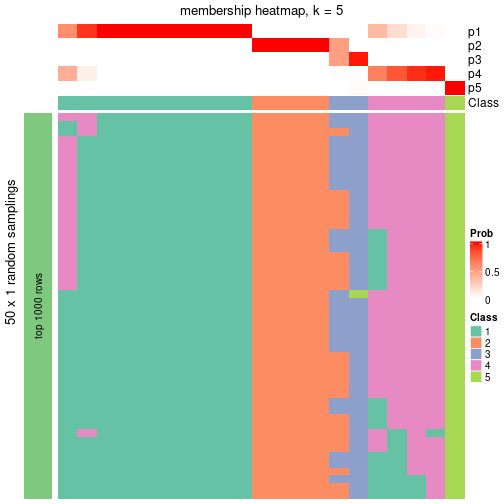 membership heatmap, k = 5
p1
p2
p3
p4
p5
Class
50 x 1 random samplings
top 1000 rows
Prob
1
0.5
0
Class
1
2
3
4
5